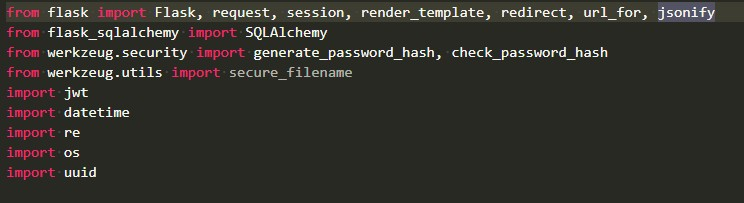 from flask import Flask, request, session, render_template, redirect, url_for, jsonify
from flask_sqlalchemy import SQLAlchemy
from werkzeug.security import generate_password_hash, check_password_hash
from werkzeug.utils import secure_filename
import jwt
import datetime
import re
import os
import uuid